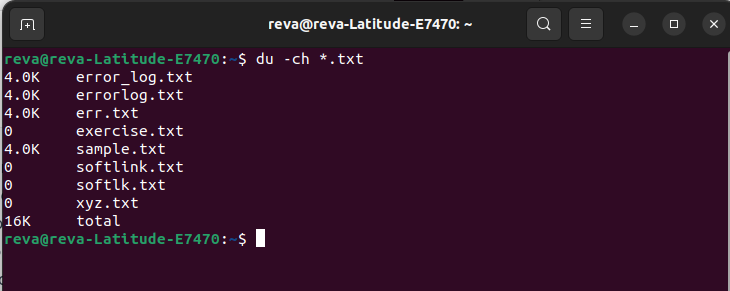 reva@reva-Latitude-E7470: ~
reva@reva-Latitude-E7470:~$ du -ch *.txt
4.0K    error_log.txt
4.0K    errorlog.txt
4.0K    err.txt
0       exercise.txt
4.0K    sample.txt
0       softlink.txt
0       softlk.txt
0       xyz.txt
16K     total
reva@reva-Latitude-E7470:~$